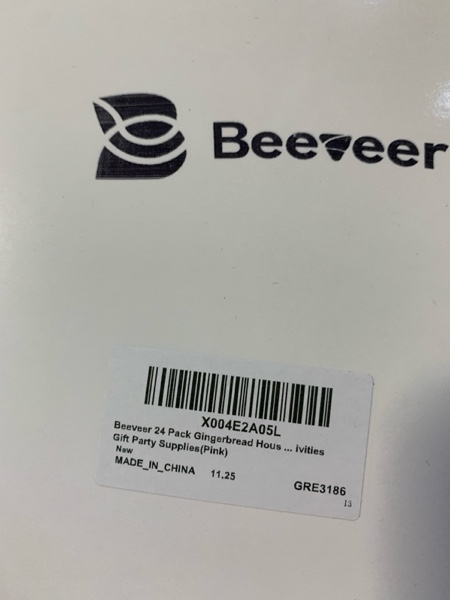 Beeveer
X004E2A05L
Beeveer 24 Pack Gingerbread Hous ... ivities
Gift Party Supplies(Pink)
New
MADE_IN_CHINA 11.25
GRE3186
13